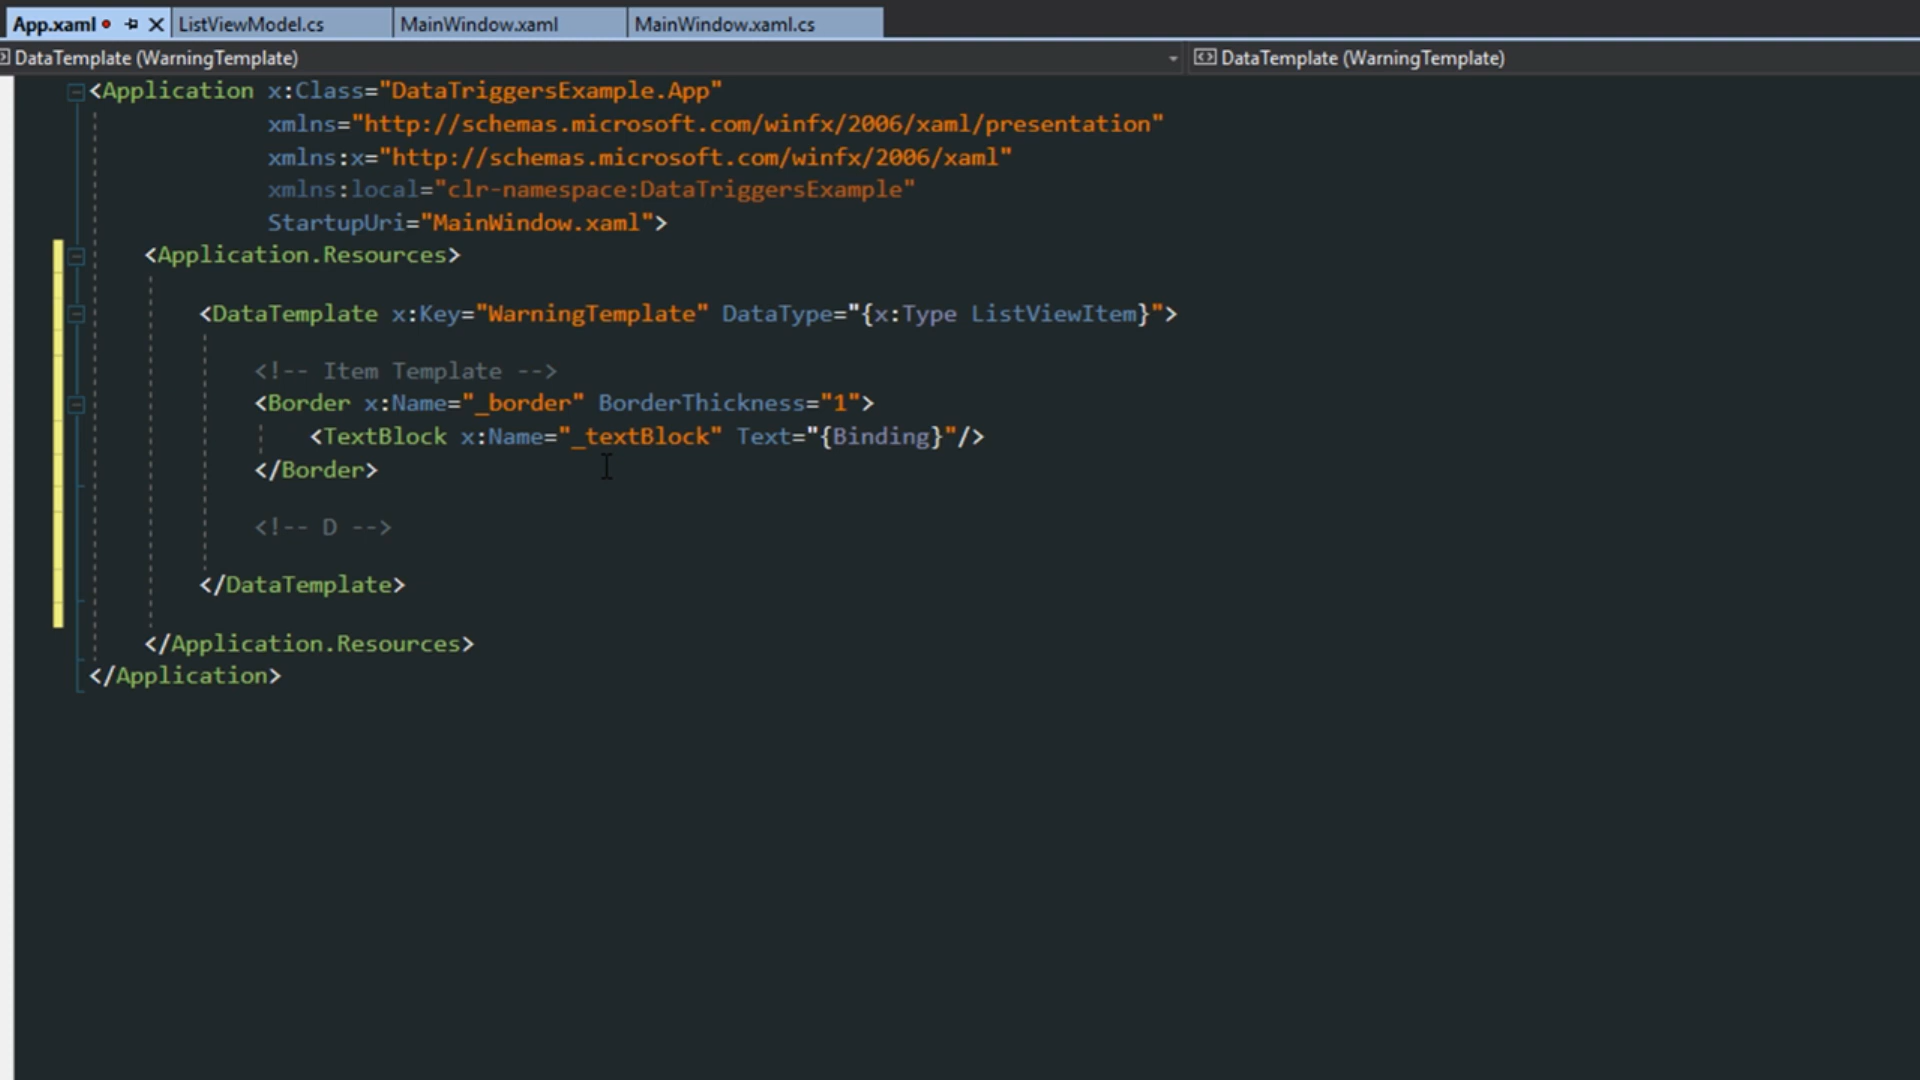 App.xaml ListViewModel.cs MainWindow.xaml MainWindow.xaml.cs
DataTemplate (WarningTemplate) DataTemplate (WarningTemplate)
<Application x:Class="DataTriggersExample.App"
xmlns="http://schemas.microsoft.com/winfx/2006/xaml/presentation"
xmlns:x="http://schemas.microsoft.com/winfx/2006/xaml"
xmlns:local="clr-namespace:DataTriggersExample"
StartupUri="MainWindow.xaml">
<Application.Resources>
<DataTemplate x:Key="WarningTemplate" DataType="{x:Type ListViewItem}">
<!-- Item Template -->
<Border x:Name="_border" BorderThickness="1">
<TextBlock x:Name="_textBlock" Text="{Binding}"/>
</Border>
<!-- D -->
</DataTemplate>
</Application.Resources>
</Application>